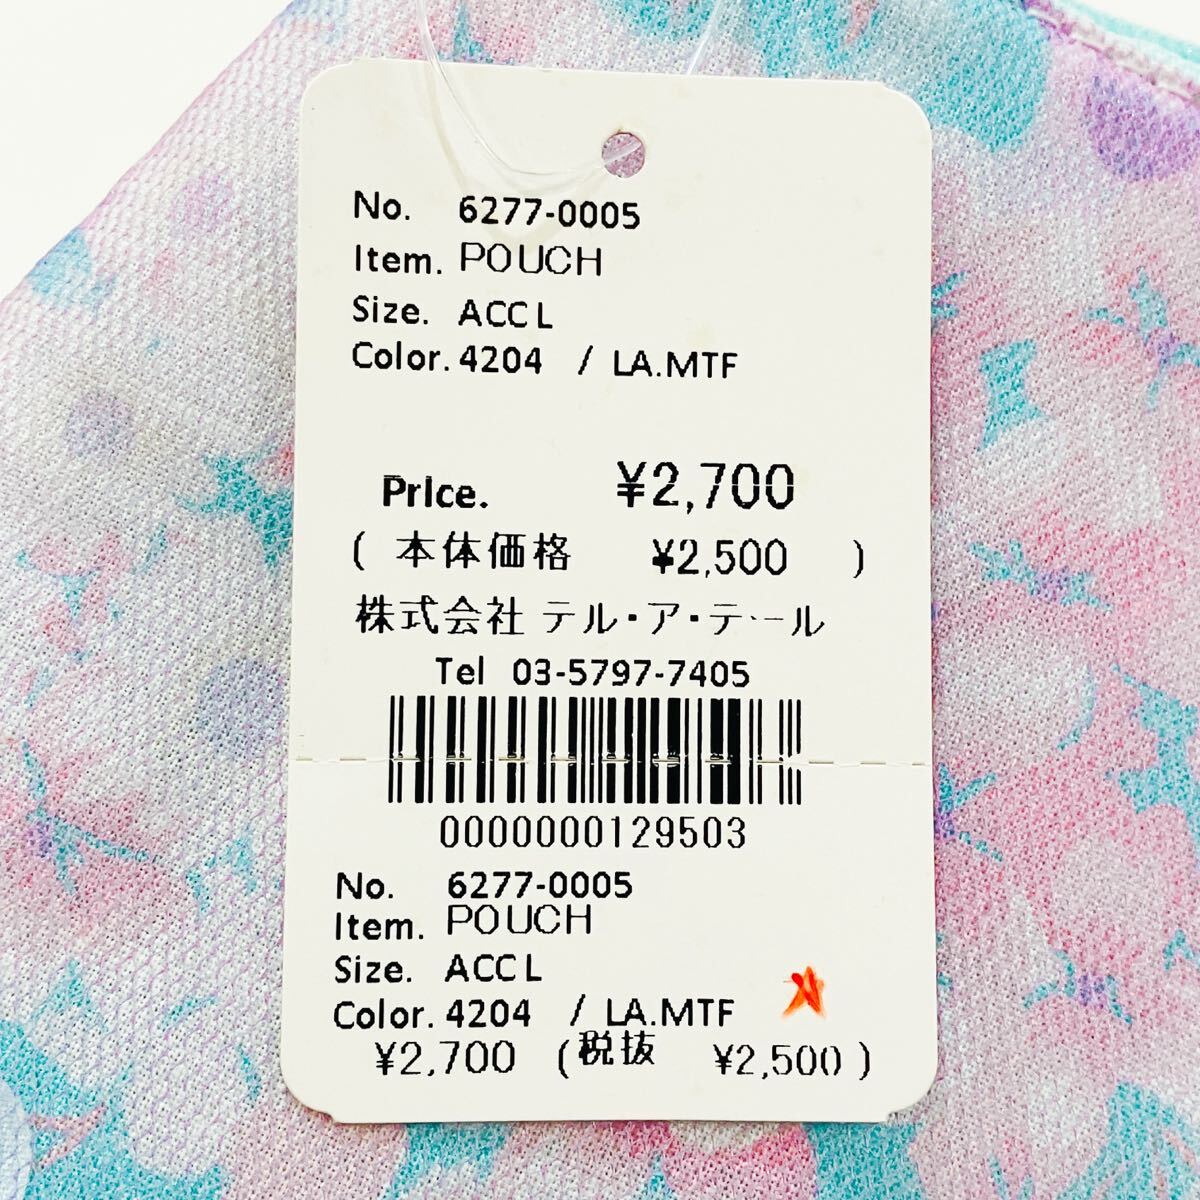 No. 6277-0005
Item. POUCH
Size. ACC L
Color. 4204 / LA.MTF
Price. ¥2,700
( 本体価格 ¥2,500 )
株式会社 テル・ア・テール
Tel 03-5797-7405
0000000129503
No. 6277-0005
Item. POUCH
Size. ACC L
Color. 4204 / LA.MTF
¥2,700 (税抜 ¥2,500 )